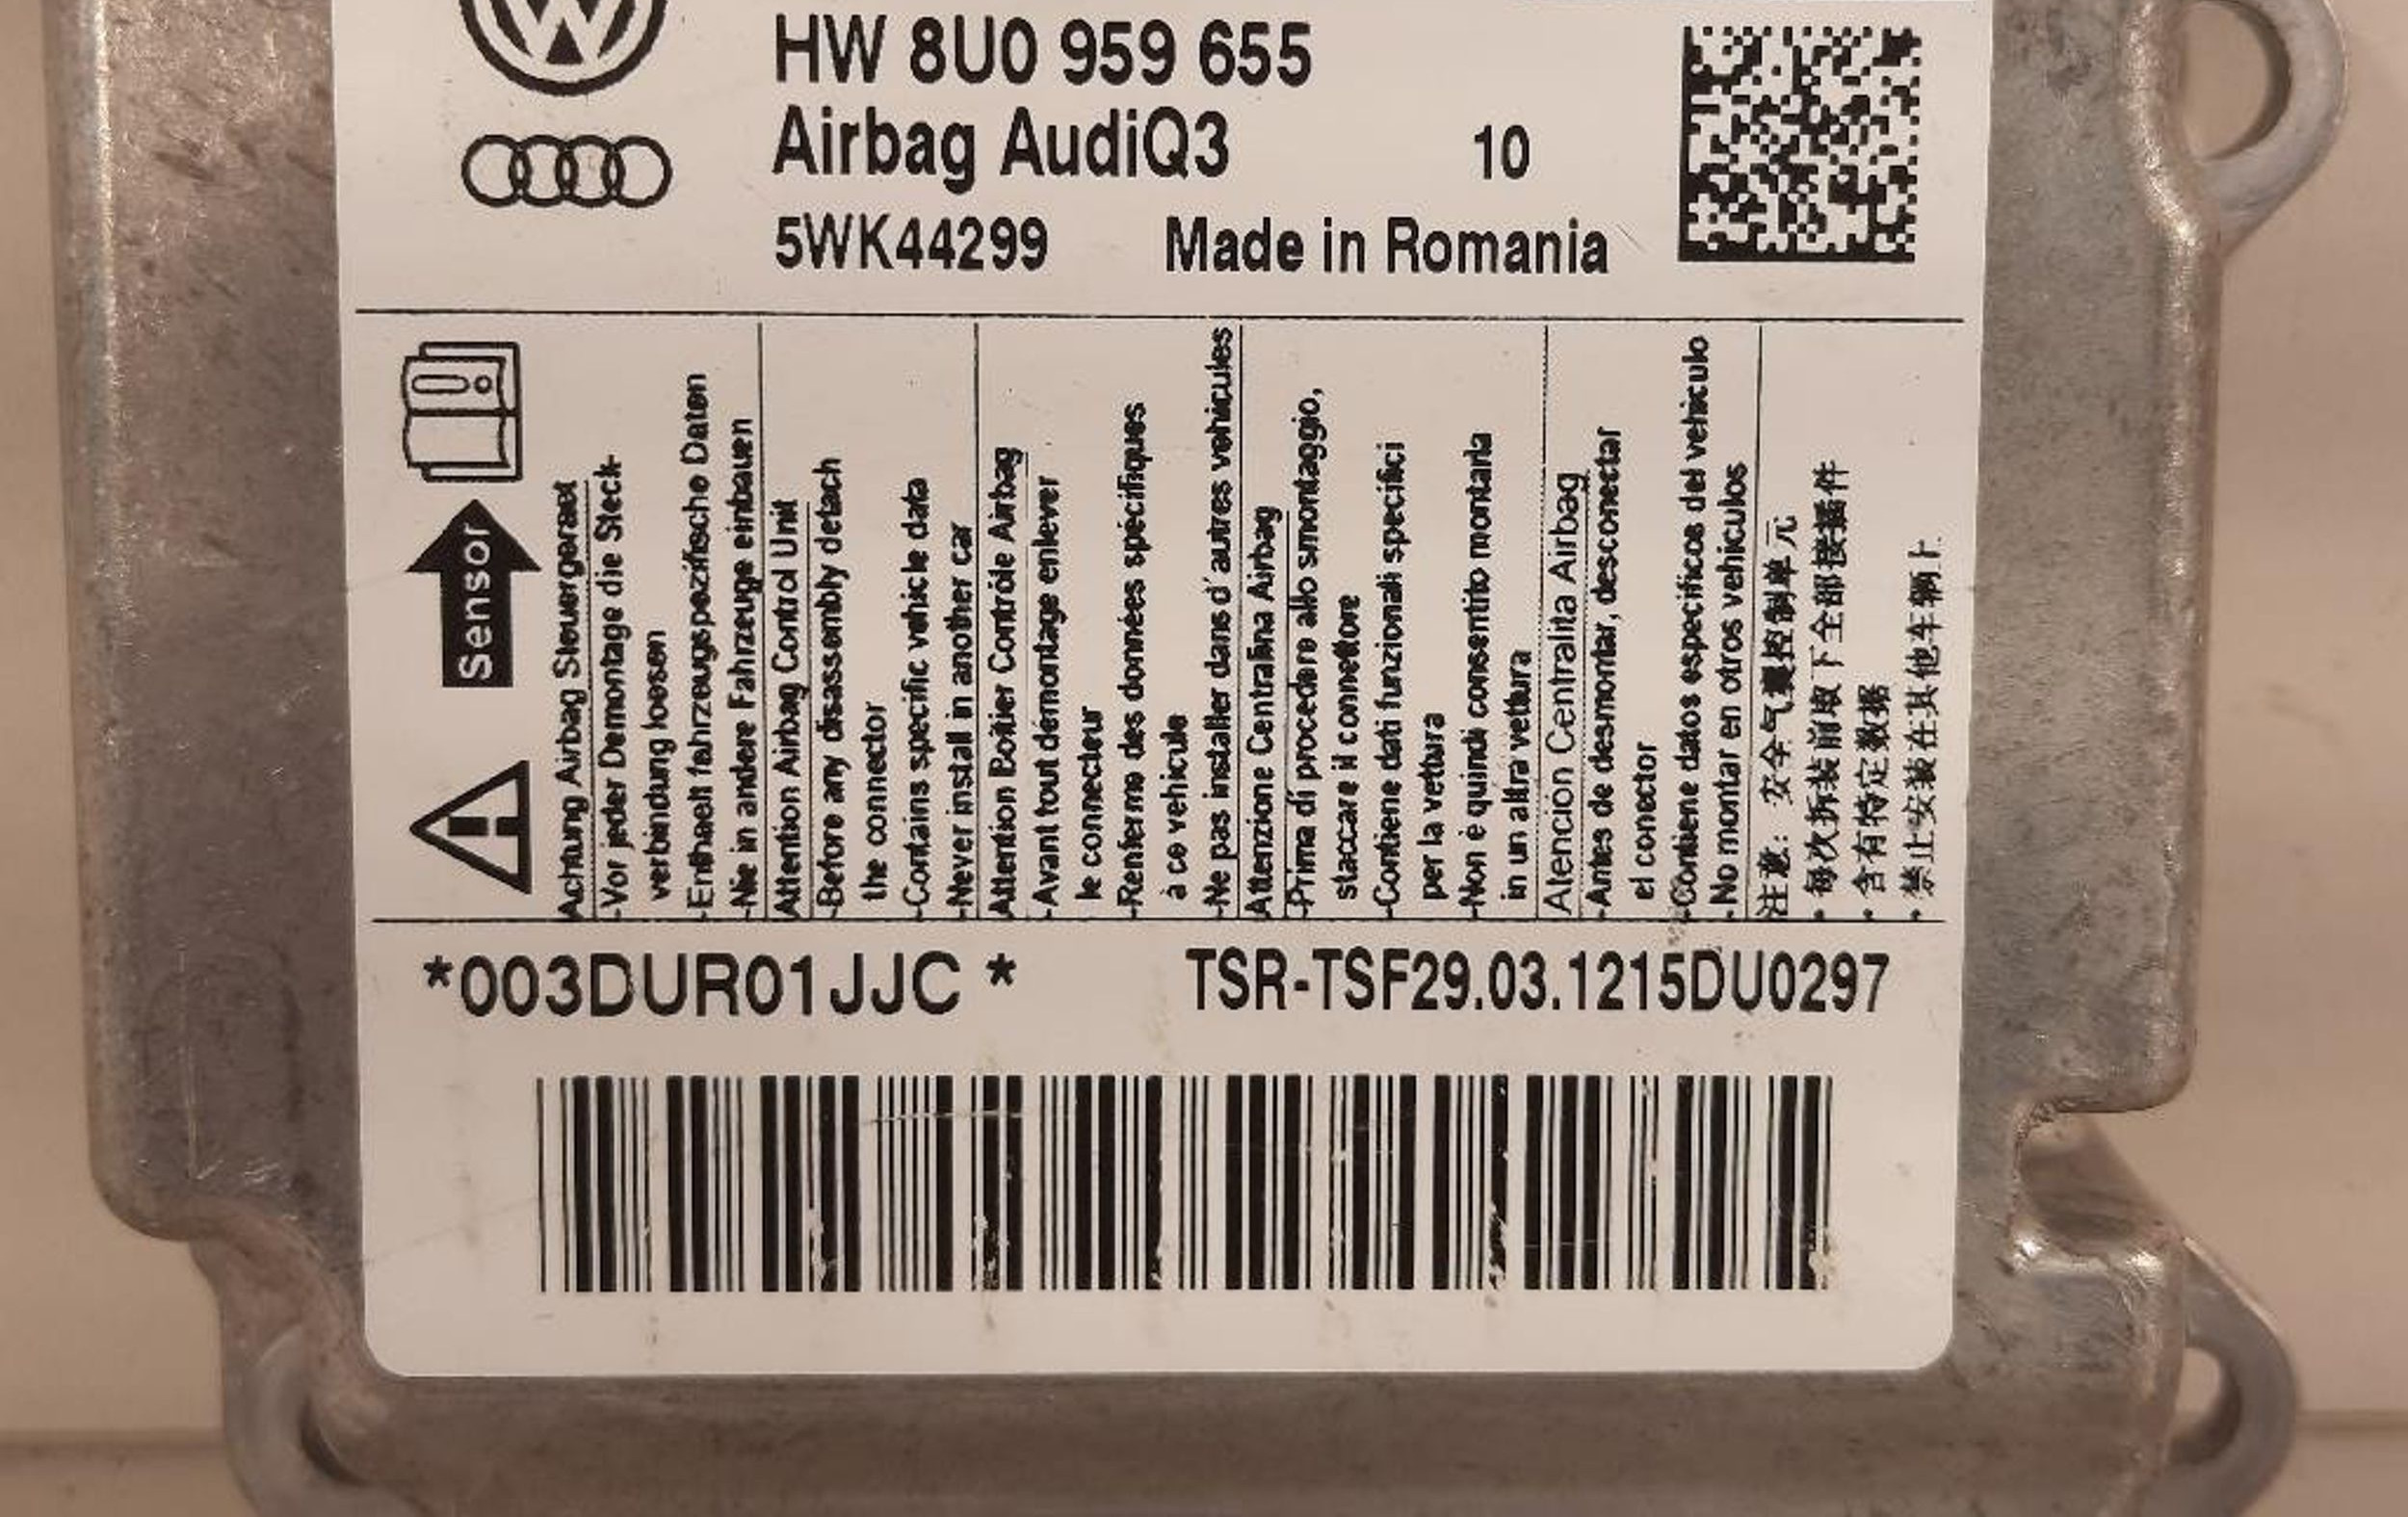 HW 8U0 959 655
Airbag AudiQ3 10
5WK44299 Made in Romania
Sensor
Achtung Airbag Steuergeraet
-Vor jeder Demontage die Steck-
verbindung loesen
-Enthaelt fahrzeugspezifische Daten
-Nie in andere Fahrzeuge einbauen
Attention Airbag Control Unit
-Before any disassembly detach
the connector
-Contains specific vehicle data
-Never install in another car
Attention Boîtier Contrôle Airbag
-Avant tout démontage enlever
le connecteur
-Renferme des données spécifiques
à ce vehicule
-Ne pas installer dans d'autres vehicules
Attenzione Centralina Airbag
-Prima di procedere allo smontaggio,
staccare il connettore
-Contiene dati funzionali specifici
per la vettura
-Non è quindi consentito montarla
in un altra vettura
Atención Centralita Airbag
-Antes de desmontar, desconectar
el conector
-Contiene datos especificos del vehiculo
-No montar en otros vehiculos
注意：安全气囊控制单元
• 每次拆装前取下全部接插件
• 含有特定数据
• 禁止安装在其他车辆上
*003DUR01JJC * TSR-TSF29.03.1215DU0297